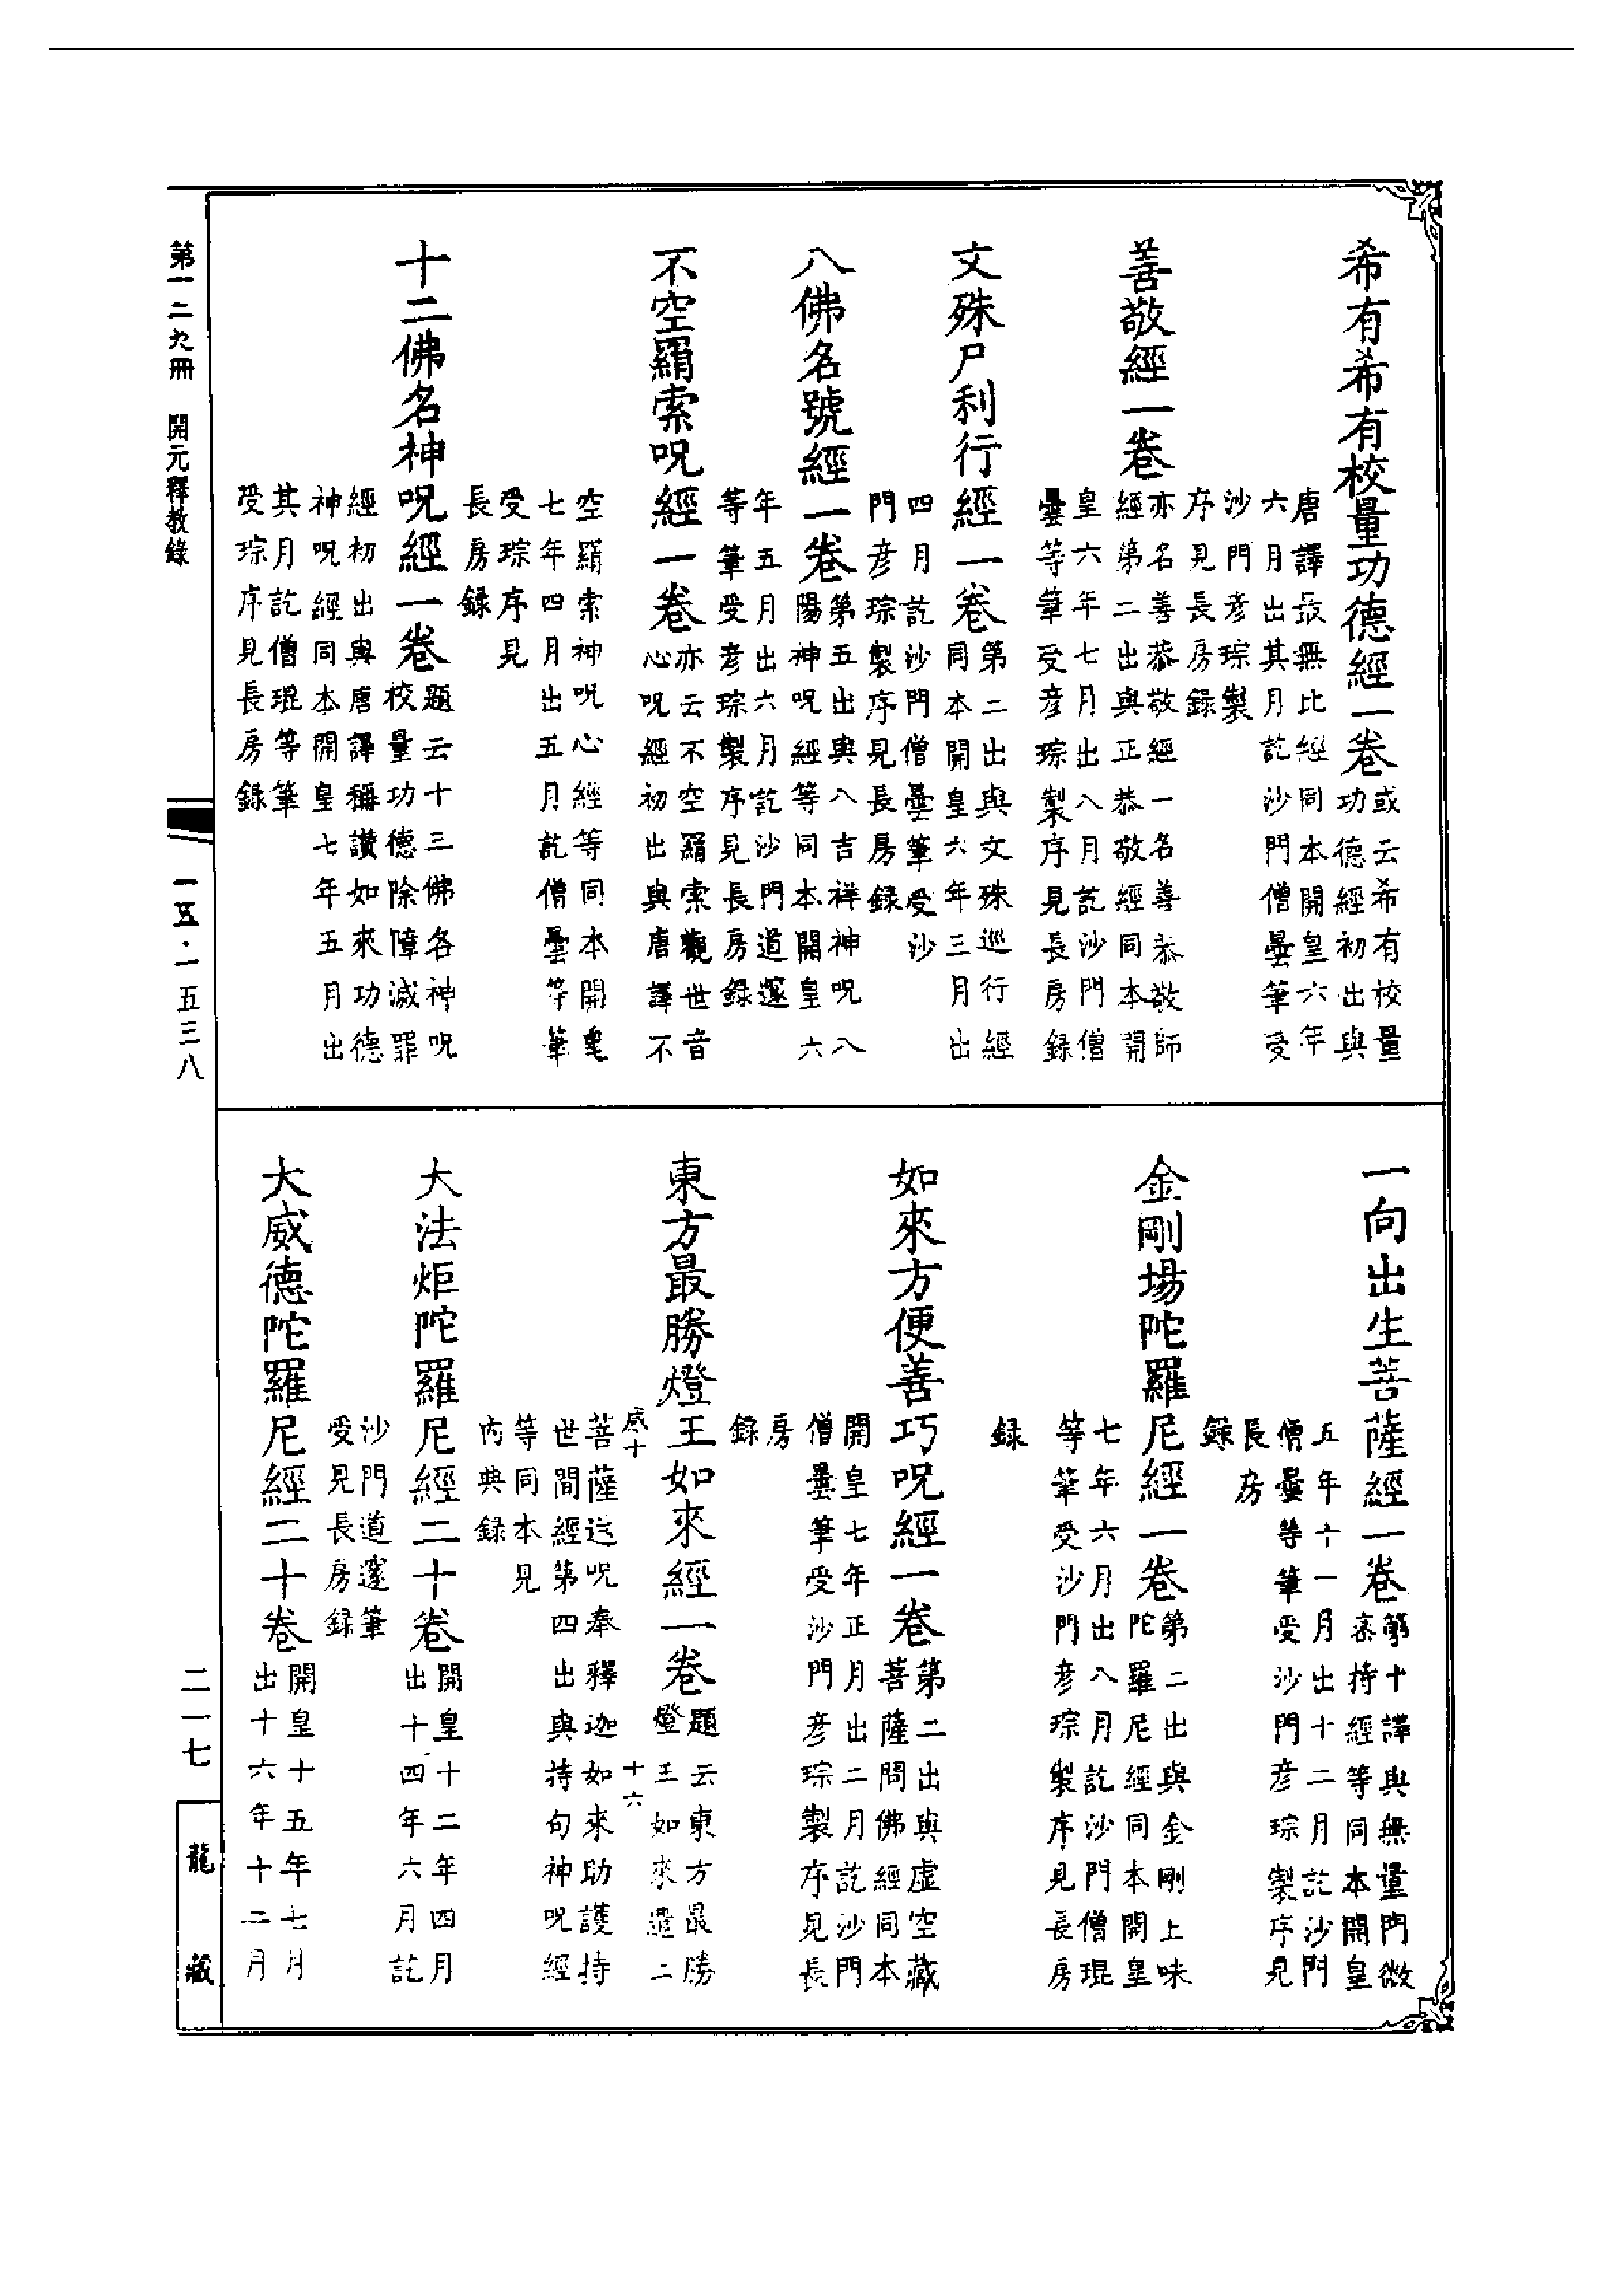 希有希有校量功德經一卷
或云希有校量
功德經初出與
唐譯最無比經同本開皇六年
六月出其月訖沙門僧曇筆受
沙門彥琮製
序見長房錄
善敬經一卷
亦名善恭敬經一名善恭敬師
經第二出與正恭敬經同本開
皇六年七月出八月訖沙門僧
曇等筆受彥琮製序見長房錄
文殊尸利行經一卷
第二出與文殊巡行經
同本開皇六年三月出
四月訖沙門僧曇筆受沙
門彥琮製序見長房錄
八佛名號經一卷
第五出與八吉祥神呪八
陽神呪經等同本開皇六
年五月出六月訖沙門道邃
等筆受彥琮製序見長房錄
不空羂索呪經一卷
亦云不空羂索觀世音
心呪經初出與唐譯不
空羂索神呪心經等同本開皇
七年四月出五月訖僧曇等筆
受琮序見
長房錄
十二佛名神呪經一卷
題云十三佛各神呪
校量功德除障滅罪
經初出與唐譯稱讚如來功德
神呪經同本開皇七年五月出
其月訖僧琨等筆
受琮序見長房錄
一向出生菩薩經一卷
第十譯與無量門微
密持經等同本開皇
五年十一月出十二月訖沙門
僧曇等筆受沙門彥琮製序見
長房
錄
金剛場陀羅尼經一卷
第二出與金剛上味
陀羅尼經同本開皇
七年六月出八月訖沙門僧琨
等筆受沙門彥琮製序見長房
錄
如來方便善巧呪經一卷
第二出與虛空藏
菩薩問佛經同本
開皇七年正月出二月訖沙門
僧曇筆受沙門彥琮製序見長
房
錄
東方最勝燈王如來經一卷
題云東方最勝
燈王如來遣二
感十
十六
菩薩送呪奉釋迦如來助護持
世間經第四出與持句神呪經
等同本見
內典錄
大法炬陀羅尼經二十卷
開皇十二年四月
出十四年六月訖
沙門道邃筆
受見長房錄
大威德陀羅尼經二十卷
開皇十五年七月
出十六年十二月
第一二九冊 開元釋教錄
一五五·一五三八
二一七
龍藏